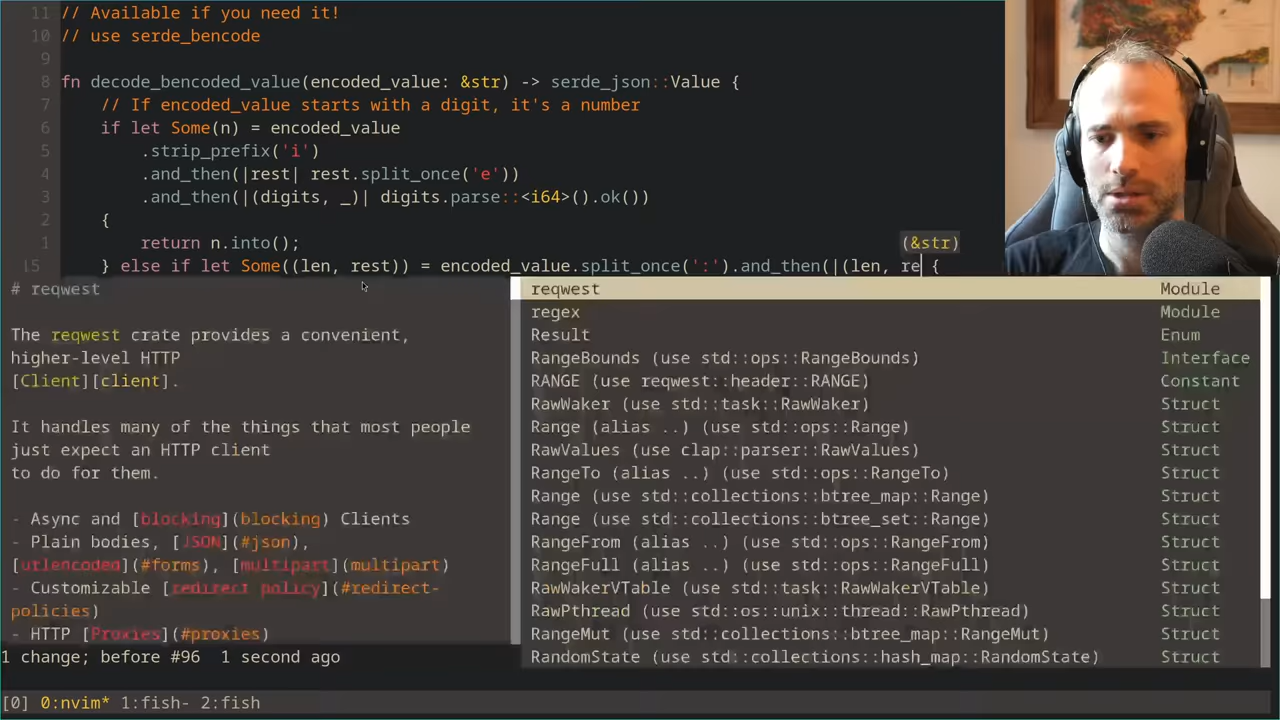 11 // Available if you need it!
10 // use serde_bencode
9
8 fn decode_bencoded_value(encoded_value: &str) -> serde_json::Value {
7 // If encoded_value starts with a digit, it's a number
6 if let Some(n) = encoded_value
5 .strip_prefix('i')
4 .and_then(|rest| rest.split_once('e'))
3 .and_then(|(digits, _)| digits.parse::<i64>().ok())
2 {
1 return n.into();
(&str)
15 } else if let Some((len, rest)) = encoded_value.split_once(':').and_then(|(len, re {
# reqwest
The reqwest crate provides a convenient,
higher-level HTTP
[Client][client].
It handles many of the things that most people
just expect an HTTP client
to do for them.
- Async and [blocking](blocking) Clients
- Plain bodies, [JSON](#json),
[urlencoded](#forms), [multipart](multipart)
- Customizable [redirect policy](#redirect-
policies)
- HTTP [Proxies](#proxies)
reqwest Module
regex Module
Result Enum
RangeBounds (use std::ops::RangeBounds) Interface
RANGE (use reqwest::header::RANGE) Constant
RawWaker (use std::task::RawWaker) Struct
Range (alias ..) (use std::ops::Range) Struct
RawValues (use clap::parser::RawValues) Struct
RangeTo (alias ..) (use std::ops::RangeTo) Struct
Range (use std::collections::btree_map::Range) Struct
Range (use std::collections::btree_set::Range) Struct
RangeFrom (alias ..) (use std::ops::RangeFrom) Struct
RangeFull (alias ..) (use std::ops::RangeFull) Struct
RawWakerVTable (use std::task::RawWakerVTable) Struct
RawPthread (use std::os::unix::thread::RawPthread) Struct
RangeMut (use std::collections::btree_map::RangeMut) Struct
RandomState (use std::collections::hash_map::RandomState) Struct
1 change; before #96 1 second ago
[0] 0:nvim* 1:fish- 2:fish